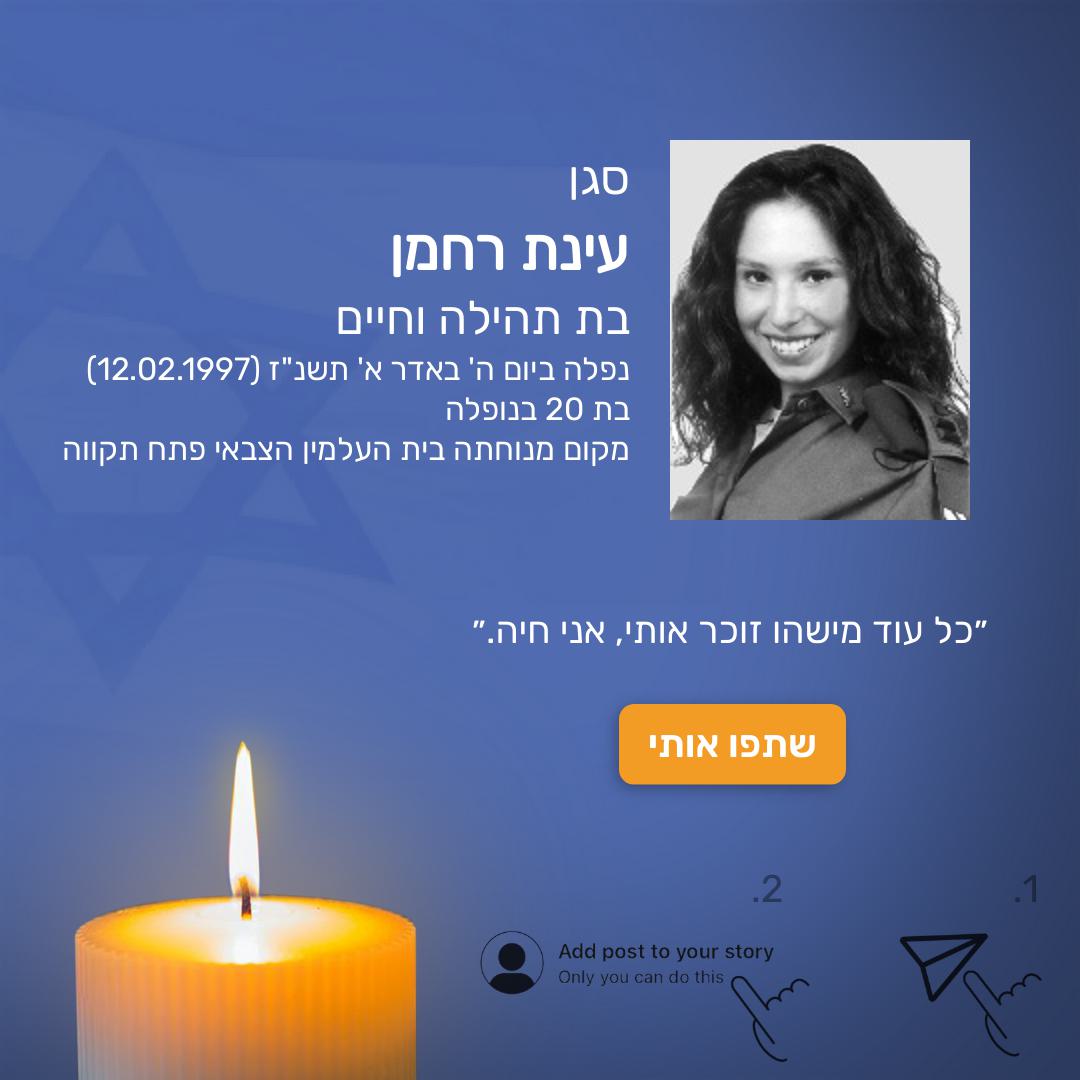 סגן
עינת רחמן
בת תהילה וחיים
נפלה ביום ה' באדר א' תשנ"ז (12.02.1997)
בת 20 בנופלה
מקום מנוחתה בית העלמין הצבאי פתח תקווה
״כל עוד מישהו זוכר אותי, אני חיה.״
שתפו אותי
.1
.2
Add post to your story
Only you can do this